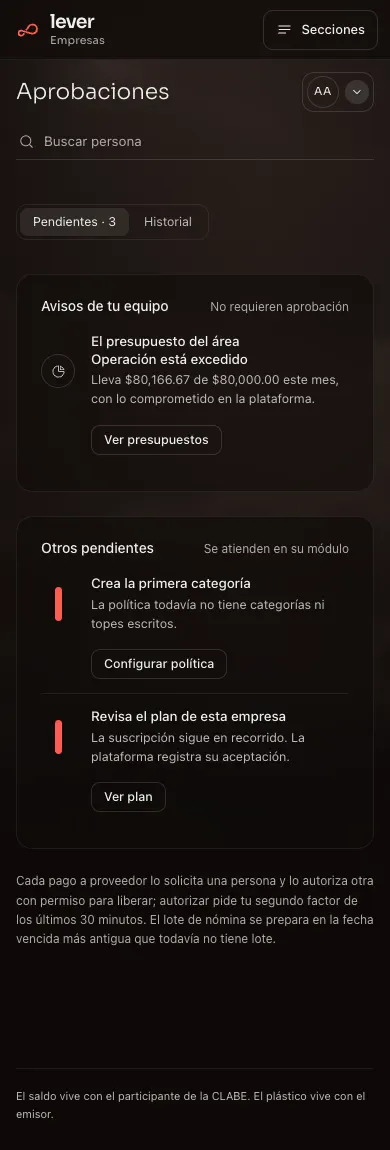 lever
Empresas
Secciones
Aprobaciones
AA
Buscar persona
Pendientes · 3
Historial
Avisos de tu equipo
No requieren aprobación
El presupuesto del área
Operación está excedido
Lleva $80,166.67 de $80,000.00 este mes,
con lo comprometido en la plataforma.
Ver presupuestos
Otros pendientes
Se atienden en su módulo
Crea la primera categoría
La política todavía no tiene categorías ni
topes escritos.
Configurar política
Revisa el plan de esta empresa
La suscripción sigue en recorrido. La
plataforma registra su aceptación.
Ver plan
Cada pago a proveedor lo solicita una persona y lo autoriza otra
con permiso para liberar; autorizar pide tu segundo factor de
los últimos 30 minutos. El lote de nómina se prepara en la fecha
vencida más antigua que todavía no tiene lote.
El saldo vive con el participante de la CLABE. El plástico vive con el
emisor.